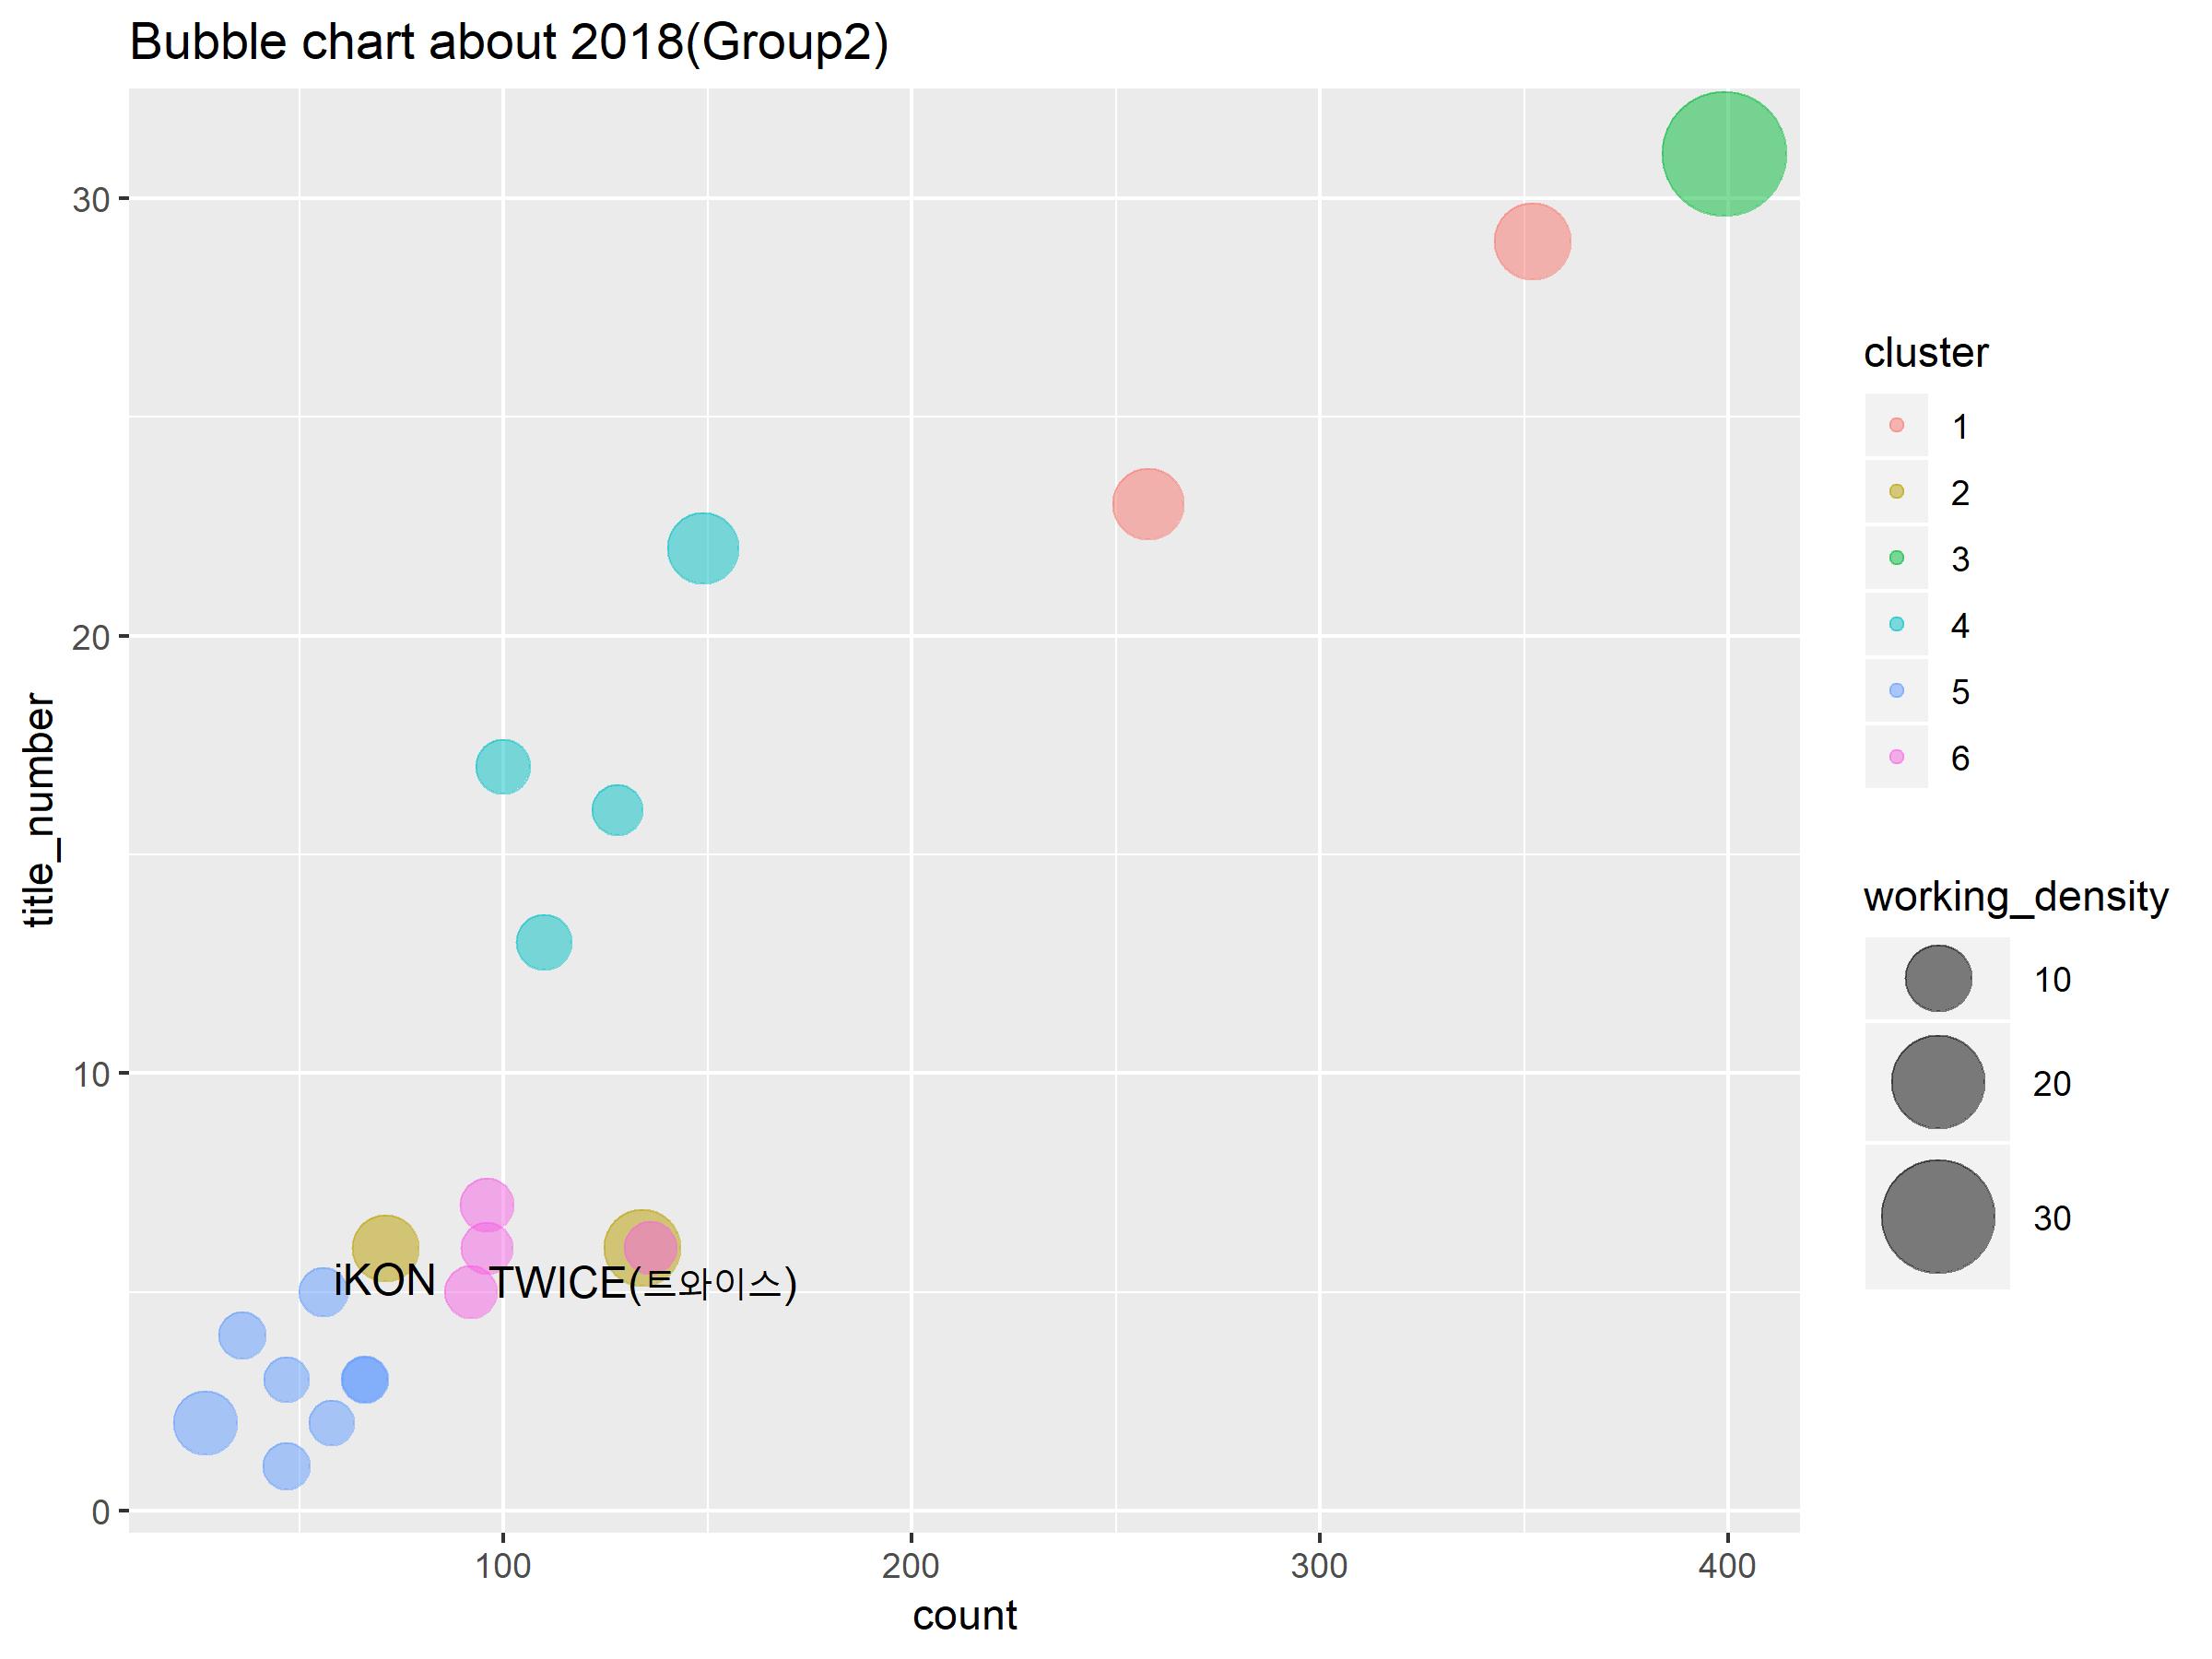 Bubble chart about 2018(Group2)
title_number
30
20
10
0
iKON
TWICE(트와이스)
100
200
300
400
count
cluster
1
2
3
4
5
6
working_density
10
20
30